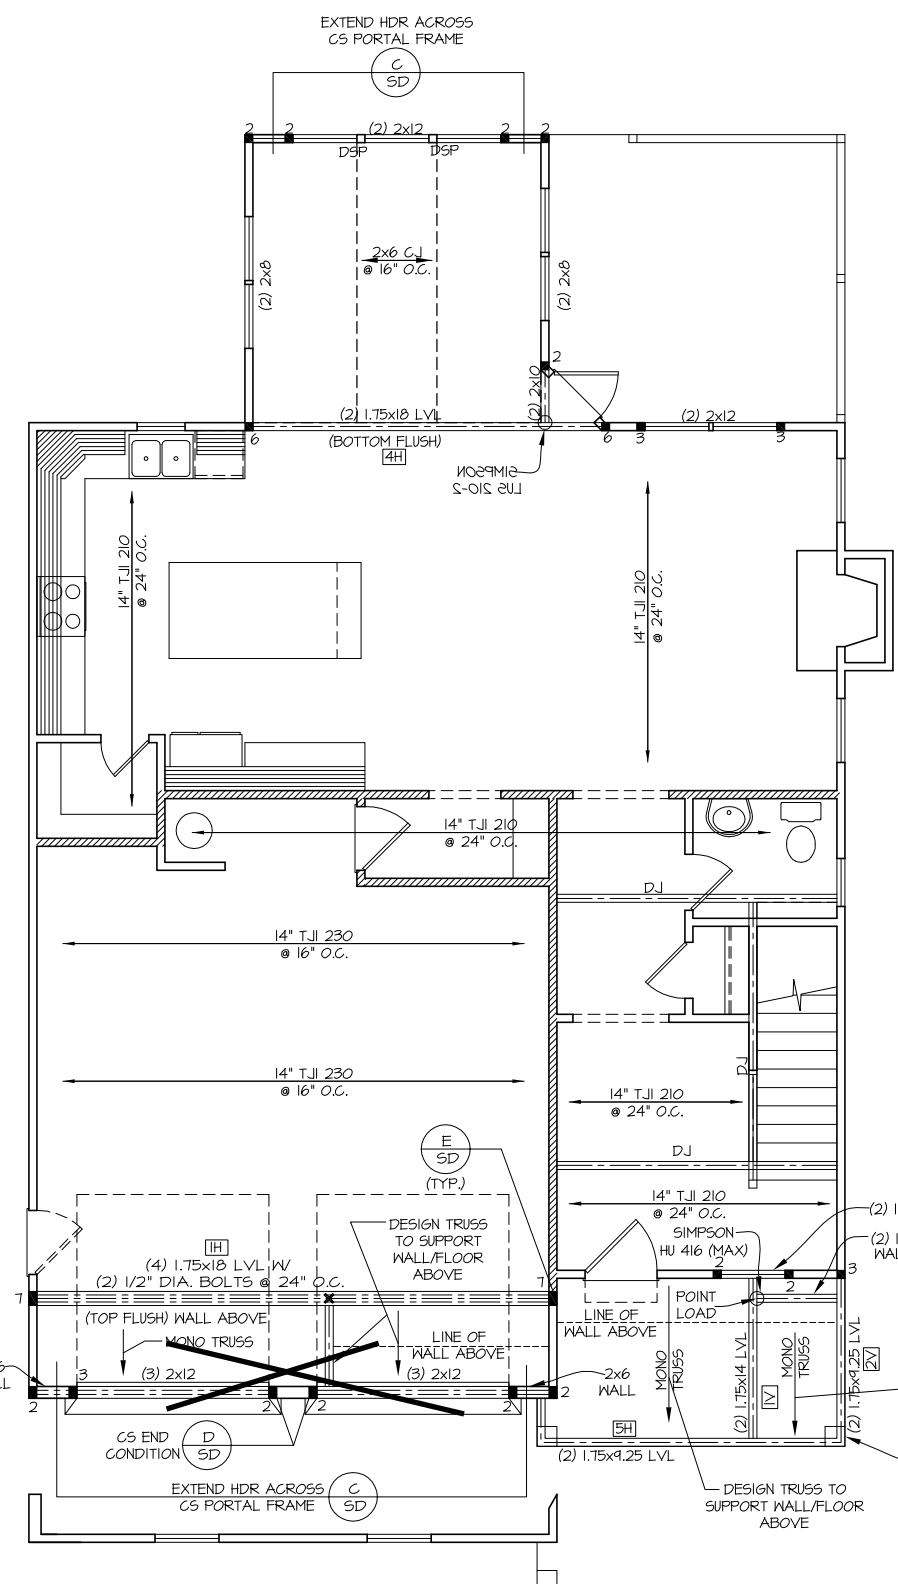 EXTEND HDR ACROSS
CS PORTAL FRAME
C
SD
2
2
(2) 2x12
2
2
DSP
DSP
(2) 2x8
2x6 CJ
@ 16" O.C.
(2) 2x8
2
(2) 2x10
(2) 1.75x18 LVL
(2) 2x12
6
(BOTTOM FLUSH)
4H
6
3
3
SIMPSON
LUS 210-2
14" TJI 210
@ 24" O.C.
14" TJI 210
@ 24" O.C.
14" TJI 210
@ 24" O.C.
DJ
14" TJI 230
@ 16" O.C.
DJ
14" TJI 230
@ 16" O.C.
14" TJI 210
@ 24" O.C.
E
SD
(TYP.)
DJ
14" TJI 210
@ 24" O.C.
DESIGN TRUSS
TO SUPPORT
WALL/FLOOR
ABOVE
SIMPSON
HU 416 (MAX)
(2) 1
(2) 1
WAL
1H
(4) 1.75x18 LVL W/
(2) 1/2" DIA. BOLTS @ 24" O.C.
7
7
2
2
3
POINT
LOAD
(TOP FLUSH) WALL ABOVE
LINE OF
WALL ABOVE
MONO TRUSS
LINE OF
WALL ABOVE
MONO
TRUSS
(2) 1.75x14 LVL
1V
MONO
TRUSS
(2) 1.75x9.25 LVL
2V
6
LL
3
(3) 2x12
(3) 2x12
2x6
WALL
2
2
2
2
2
CS END
CONDITION
D
SD
5H
(2) 1.75x9.25 LVL
EXTEND HDR ACROSS
CS PORTAL FRAME
C
SD
DESIGN TRUSS TO
SUPPORT WALL/FLOOR
ABOVE